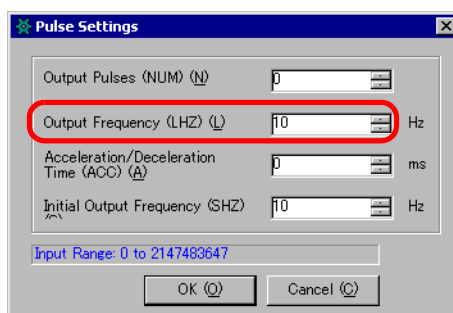 Pulse Settings
Output Pulses (NUM) (N) 0
Output Frequency (LHZ) (L) 10 Hz
Acceleration/Deceleration
Time (ACC) (A) 0 ms
Initial Output Frequency (SHZ) 10 Hz
Input Range: 0 to 2147483647
OK (O) Cancel (C)